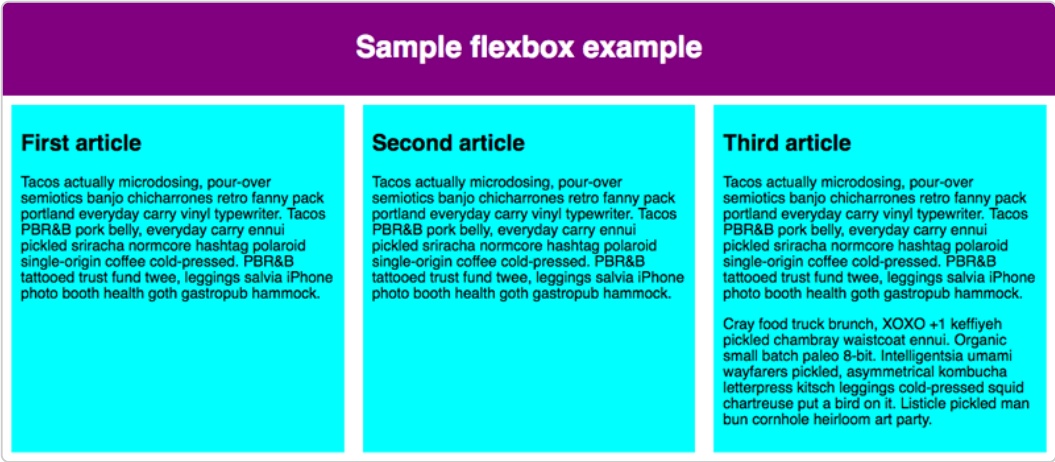 Sample flexbox example
First article
Tacos actually microdosing, pour-over
semiotics banjo chicharrones retro fanny pack
portland everyday carry vinyl typewriter. Tacos
PBR&B pork belly, everyday carry ennui
pickled sriracha normcore hashtag polaroid
single-origin coffee cold-pressed. PBR&B
tattooed trust fund twee, leggings salvia iPhone
photo booth health goth gastropub hammock.
Second article
Tacos actually microdosing, pour-over
semiotics banjo chicharrones retro fanny pack
portland everyday carry vinyl typewriter. Tacos
PBR&B pork belly, everyday carry ennui
pickled sriracha normcore hashtag polaroid
single-origin coffee cold-pressed. PBR&B
tattooed trust fund twee, leggings salvia iPhone
photo booth health goth gastropub hammock.
Third article
Tacos actually microdosing, pour-over
semiotics banjo chicharrones retro fanny pack
portland everyday carry vinyl typewriter. Tacos
PBR&B pork belly, everyday carry ennui
pickled sriracha normcore hashtag polaroid
single-origin coffee cold-pressed. PBR&B
tattooed trust fund twee, leggings salvia iPhone
photo booth health goth gastropub hammock.
Cray food truck brunch, XOXO +1 keffiyeh
pickled chambray waistcoat ennui. Organic
small batch paleo 8-bit. Intelligentsia umami
wayfarers pickled, asymmetrical kombucha
letterpress kitsch leggings cold-pressed squid
chartreuse put a bird on it. Listicle pickled man
bun cornhole heirloom art party.